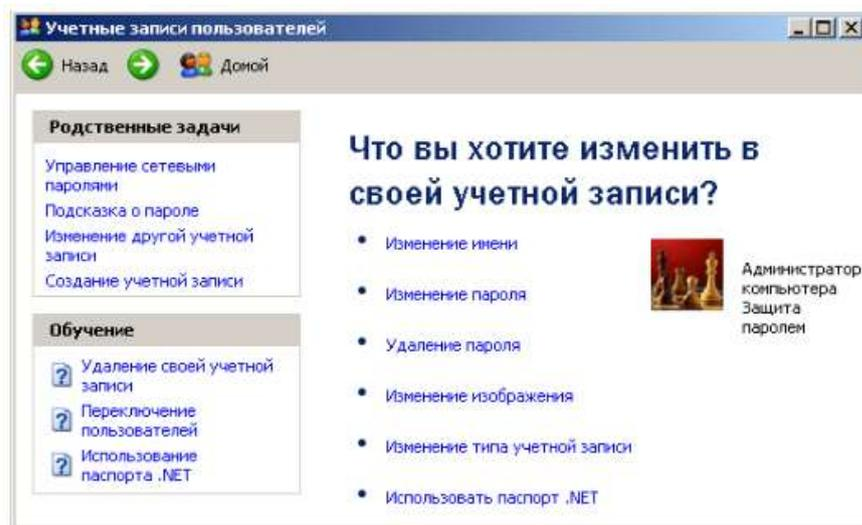 Учетные записи пользователей
Назад
Домой
Родственные задачи
Управление сетевыми
паролями
Подсказка о пароле
Изменение другой учетной
записи
Создание учетной записи
Обучение
Удаление своей учетной
записи
Переключение
пользователей
Использование
паспорта .NET
Что вы хотите изменить в
своей учетной записи?
Изменение имени
Изменение пароля
Удаление пароля
Изменение изображения
Изменение типа учетной записи
Использовать паспорт .NET
Администратор
компьютера
Защита
паролем